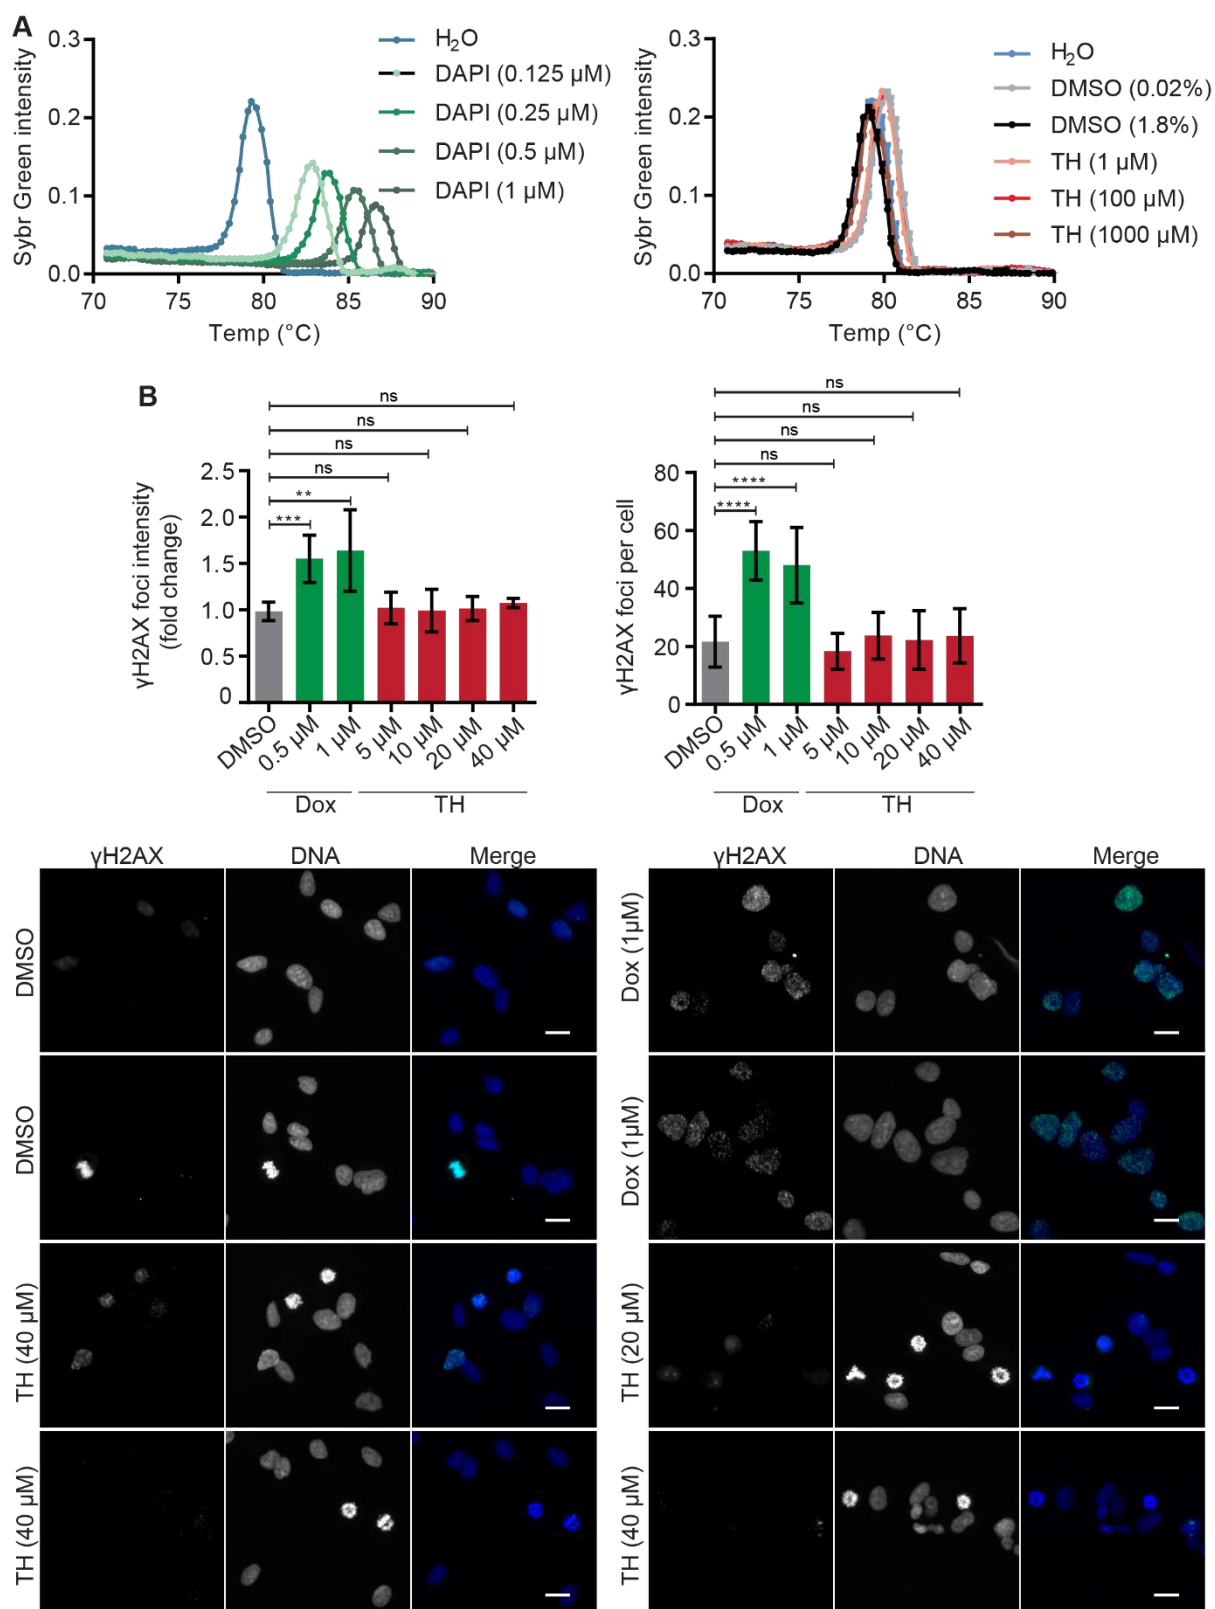 A
0.3
0.2
0.1
0.0
Sybr Green intensity
70 75 80 85 90
Temp (°C)
H2O
DAPI (0.125 µM)
DAPI (0.25 µM)
DAPI (0.5 µM)
DAPI (1 µM)
0.3
0.2
0.1
0.0
Sybr Green intensity
70 75 80 85 90
Temp (°C)
H2O
DMSO (0.02%)
DMSO (1.8%)
TH (1 µM)
TH (100 µM)
TH (1000 µM)
B
ns
ns
ns
ns
**
***
2.5
2.0
1.5
1.0
0.5
0
γH2AX foci intensity
(fold change)
DMSO 0.5 µM 1 µM 5 µM 10 µM 20 µM 40 µM
Dox TH
ns
ns
ns
ns
****
****
80
60
40
20
0
γH2AX foci per cell
DMSO 0.5 µM 1 µM 5 µM 10 µM 20 µM 40 µM
Dox TH
γH2AX DNA Merge
DMSO
DMSO
TH (40 µM)
TH (40 µM)
γH2AX DNA Merge
Dox (1µM)
Dox (1µM)
TH (20 µM)
TH (40 µM)